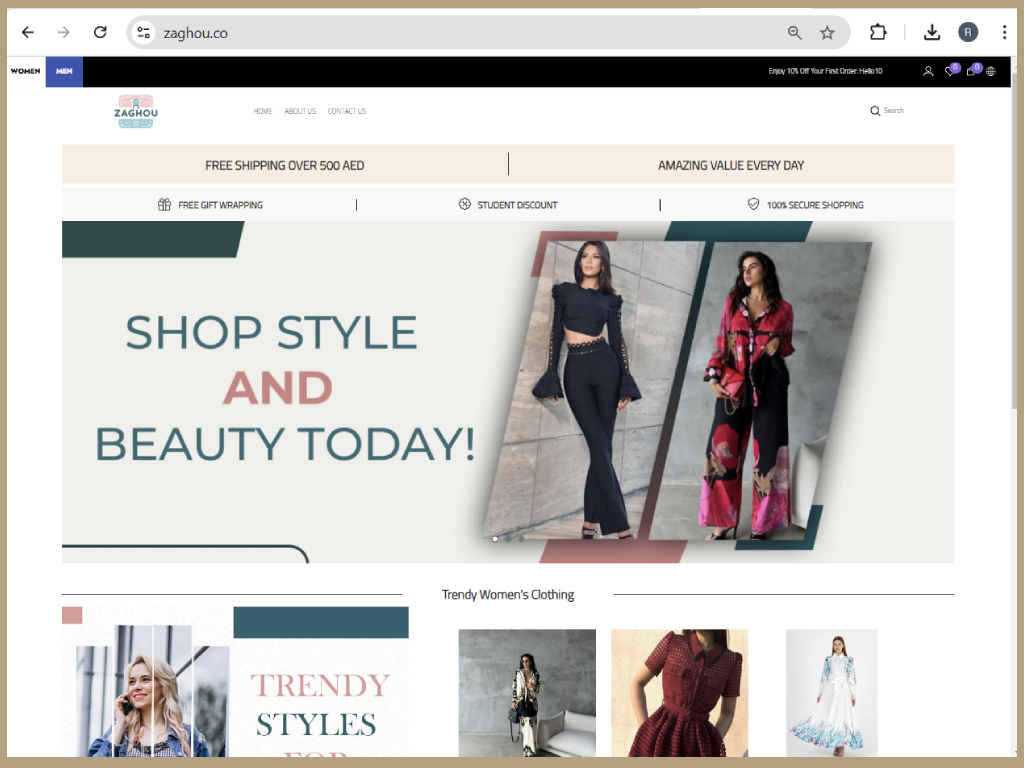 zaghou.co
R
WOMEN
MEN
Enjoy 10% Off Your First Order: Hello10
0
0
ZAGHOU
HOME
ABOUT US
CONTACT US
Search
FREE SHIPPING OVER 500 AED
AMAZING VALUE EVERY DAY
FREE GIFT WRAPPING
STUDENT DISCOUNT
100% SECURE SHOPPING
SHOP STYLE
AND
BEAUTY TODAY!
Trendy Women's Clothing
TRENDY
STYLES
FOR